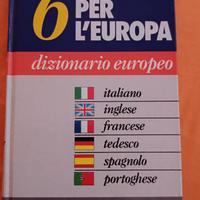 6 PER
L'EUROPA
dizionario europeo
italiano
inglese
francese
tedesco
spagnolo
portoghese